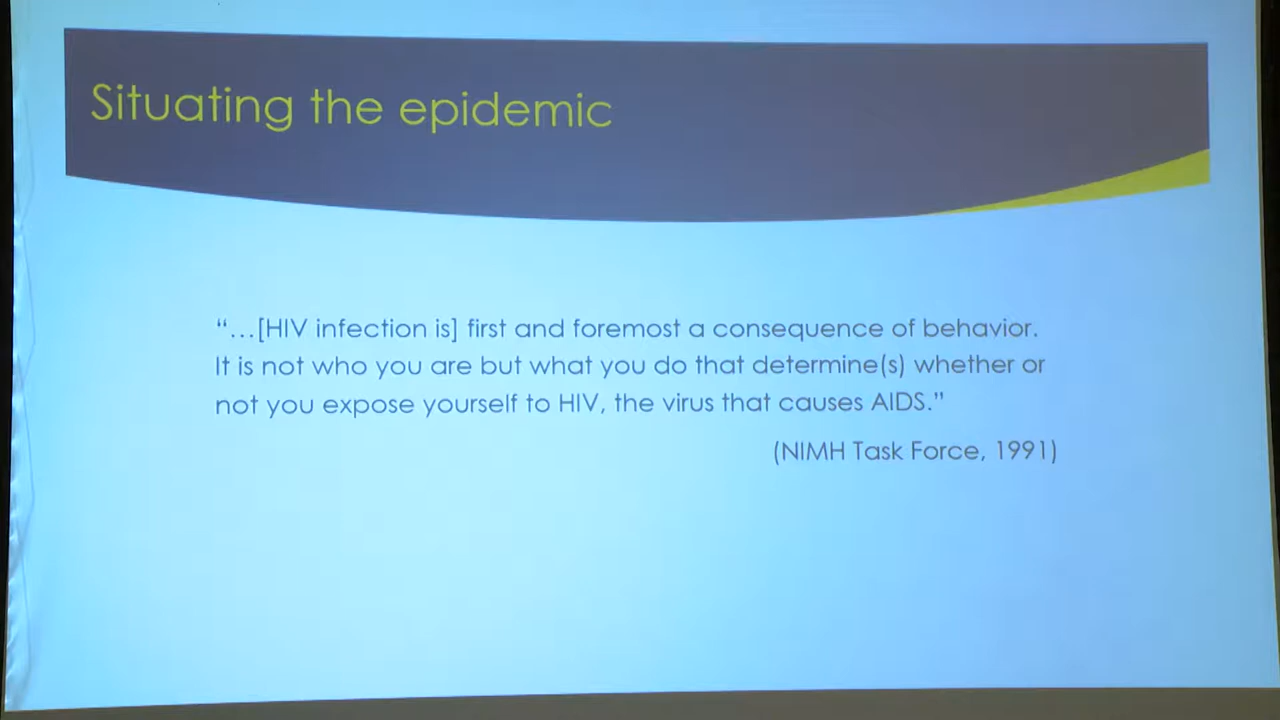 Situating the epidemic
“…[HIV infection is] first and foremost a consequence of behavior.
It is not who you are but what you do that determine(s) whether or
not you expose yourself to HIV, the virus that causes AIDS.”
(NIMH Task Force, 1991)